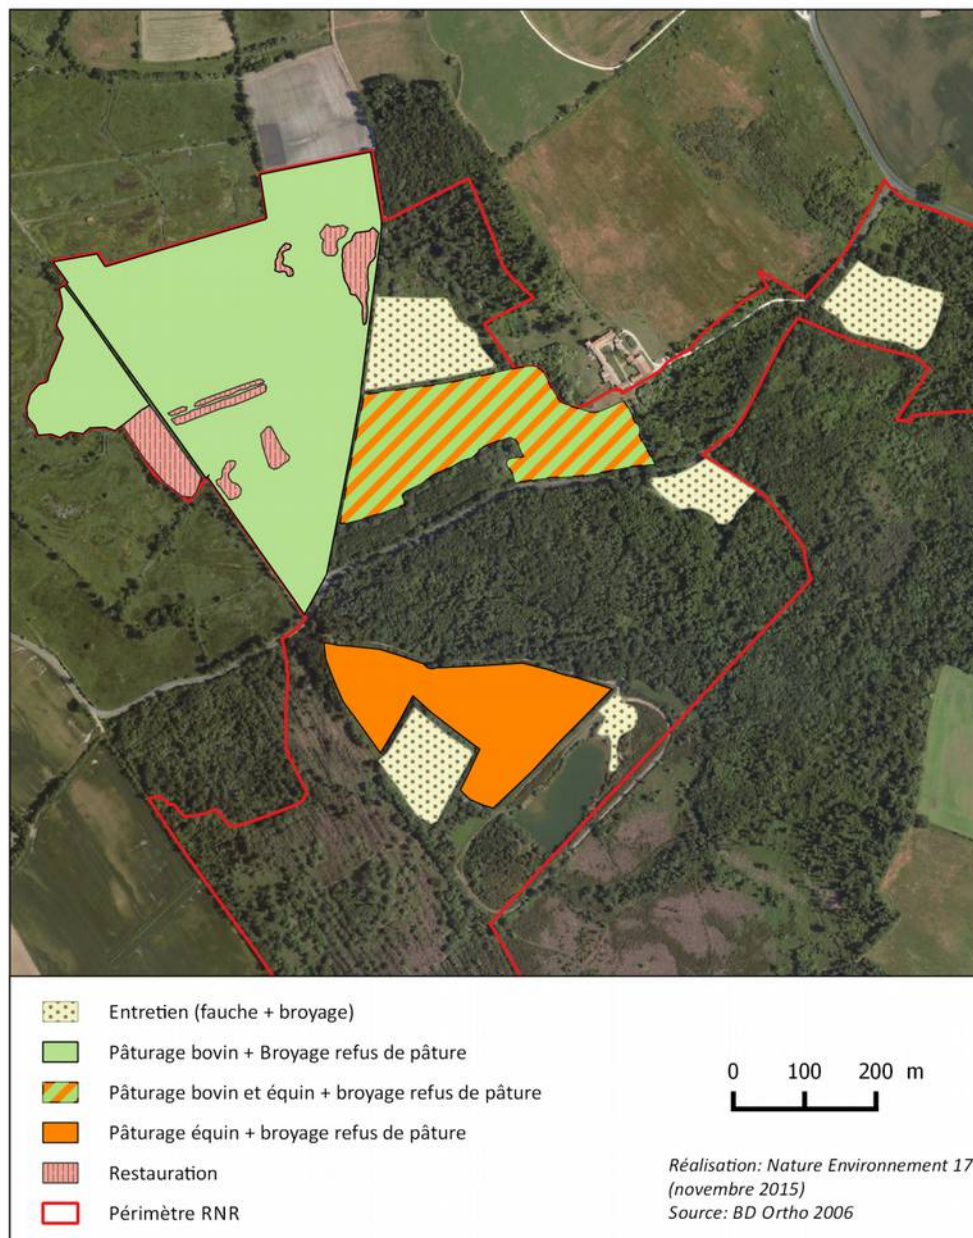 Entretien (fauche + broyage)
Pâturage bovin + Broyage refus de pâture
Pâturage bovin et équin + broyage refus de pâture
Pâturage équin + broyage refus de pâture
Restauration
Périmètre RNR
0 100 200 m
Réalisation: Nature Environnement 17
(novembre 2015)
Source: BD Ortho 2006